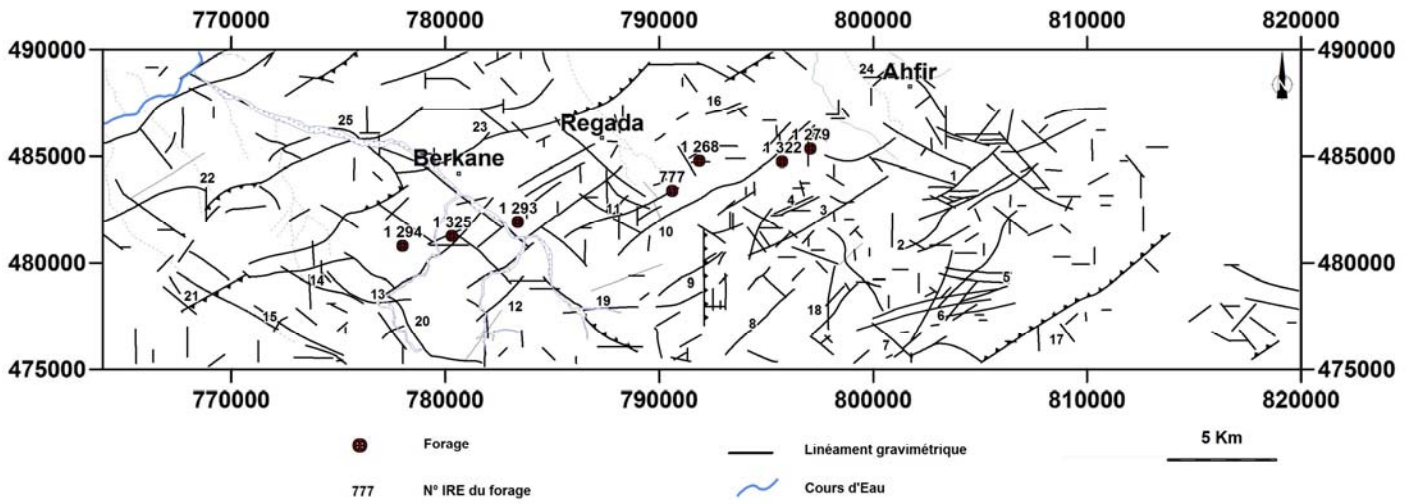 770000 780000 790000 800000 810000 820000
490000 490000
24 Ahfir
16
25 23 Regada 1 279
485000 1 268 1 322 485000
Berkane
22 777 1
1 293 11 4 3
1 325 10
1 294 2
480000 480000
21 14 13 12 19 9 5
15 20 8 18 6
7 17
475000 475000
770000 780000 790000 800000 810000 820000
Forage Linéament gravimétrique 5 Km
777 N° IRE du forage Cours d'Eau